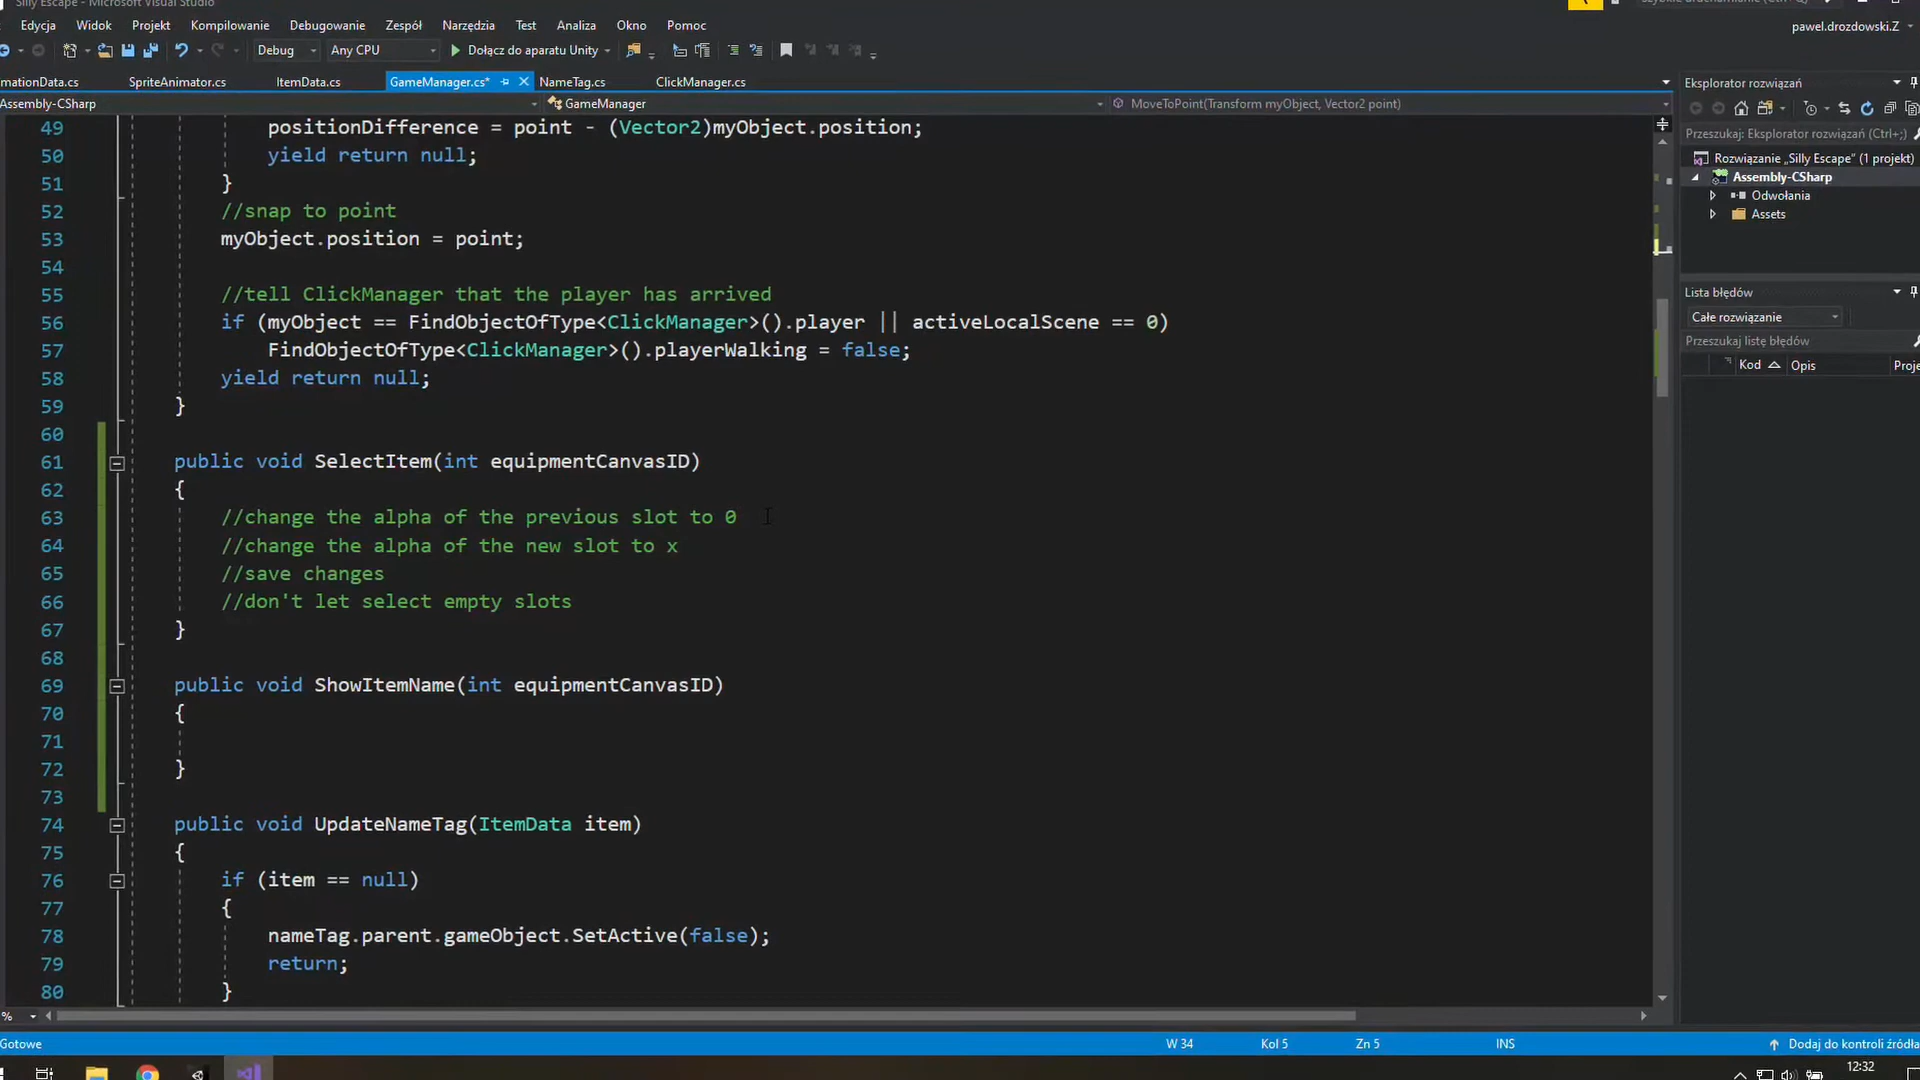 Silly Escape - Microsoft Visual Studio
pawel.drozdowski.Z
Edycja Widok Projekt Kompilowanie Debugowanie Zespół Narzędzia Test Analiza Okno Pomoc
Debug Any CPU Dołącz do aparatu Unity
mationData.cs SpriteAnimator.cs ItemData.cs GameManager.cs* NameTag.cs ClickManager.cs
Assembly-CSharp GameManager MoveToPoint(Transform myObject, Vector2 point)
49 positionDifference = point - (Vector2)myObject.position;
50 yield return null;
51 }
52 //snap to point
53 myObject.position = point;
54
55 //tell ClickManager that the player has arrived
56 if (myObject == FindObjectOfType<ClickManager>().player || activeLocalScene == 0)
57 FindObjectOfType<ClickManager>().playerWalking = false;
58 yield return null;
59 }
60
61 public void SelectItem(int equipmentCanvasID)
62 {
63 //change the alpha of the previous slot to 0
64 //change the alpha of the new slot to x
65 //save changes
66 //don't let select empty slots
67 }
68
69 public void ShowItemName(int equipmentCanvasID)
70 {
71
72 }
73
74 public void UpdateNameTag(ItemData item)
75 {
76 if (item == null)
77 {
78 nameTag.parent.gameObject.SetActive(false);
79 return;
80 }
Eksplorator rozwiązań
Przeszukaj: Eksplorator rozwiązań (Ctrl+;)
Rozwiązanie „Silly Escape” (1 projekt)
Assembly-CSharp
Odwołania
Assets
Lista błędów
Całe rozwiązanie
Przeszukaj listę błędów
Kod Opis Proje
%
Gotowe W 34 Kol 5 Zn 5 INS Dodaj do kontroli źródła
12:32